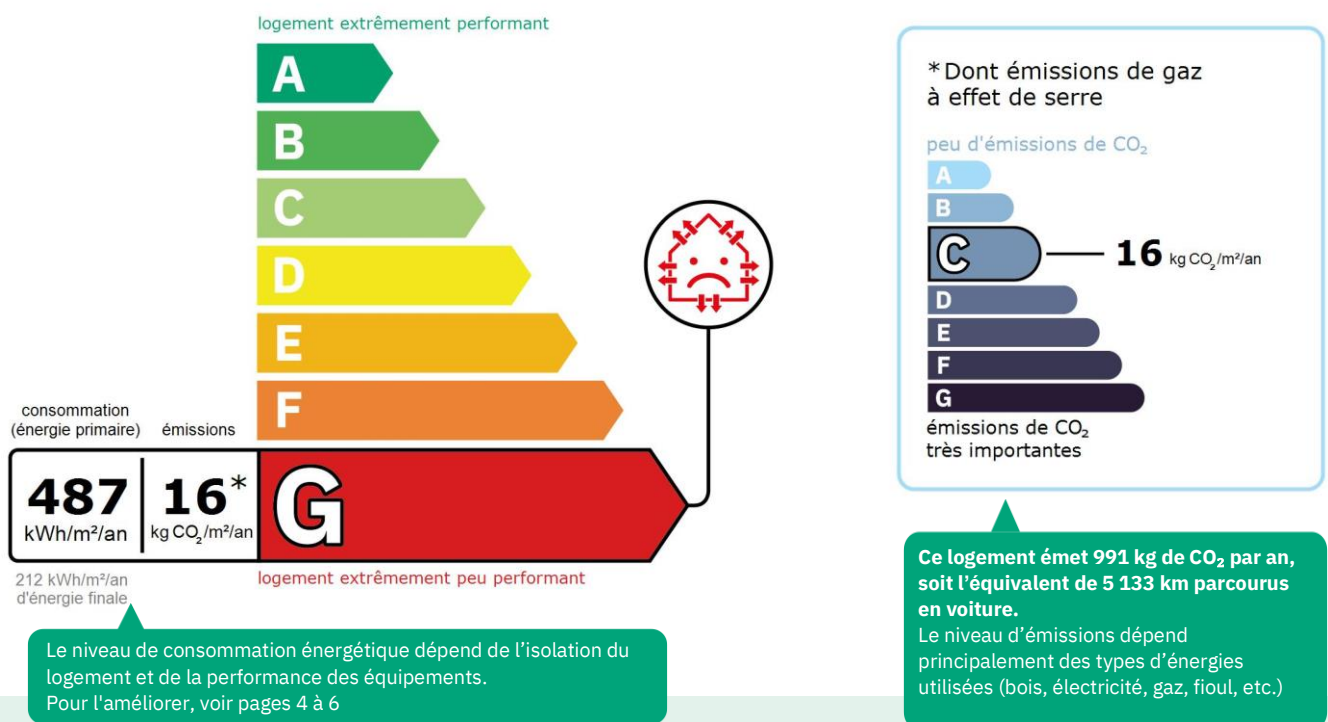 logement extrêmement performant
A
B
C
D
E
F
consommation
(énergie primaire)
émissions
487
kWh/m²/an
16*
kg CO₂/m²/an
G
212 kWh/m²/an
d'énergie finale
logement extrêmement peu performant
Le niveau de consommation énergétique dépend de l'isolation du
logement et de la performance des équipements.
Pour l'améliorer, voir pages 4 à 6
*Dont émissions de gaz
à effet de serre
peu d'émissions de CO₂
A
B
C
16 kg CO₂/m²/an
D
E
F
G
émissions de CO₂
très importantes
Ce logement émet 991 kg de CO₂ par an,
soit l'équivalent de 5 133 km parcourus
en voiture.
Le niveau d'émissions dépend
principalement des types d'énergies
utilisées (bois, électricité, gaz, fioul, etc.)